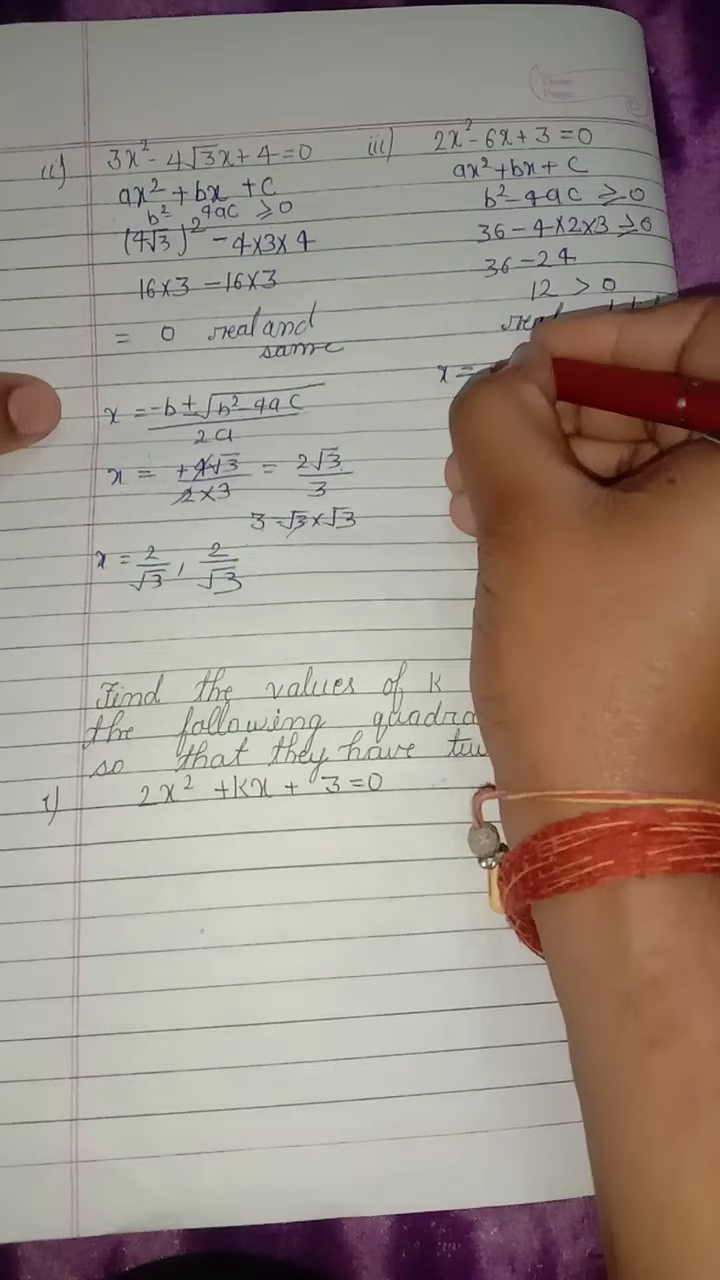 ii) 3x² - 4√3x + 4 = 0
ax² + bx + c
b² 4ac ≥ 0
(4√3)² - 4×3×4
16×3 - 16×3
= 0 real and
same
x = -b ± √b² - 4ac
2a
x = +4√3 / 2×3 = 2√3 / 3
3 = √3 × √3
x = 2/√3 , 2/√3
iii) 2x² - 6x + 3 = 0
ax² + bx + c
b² - 4ac ≥ 0
36 - 4×2×3 ≥ 0
36 - 24
12 > 0
real
x =
Find the values of k
the following
so that they have
i) 2x² + kx + 3 = 0